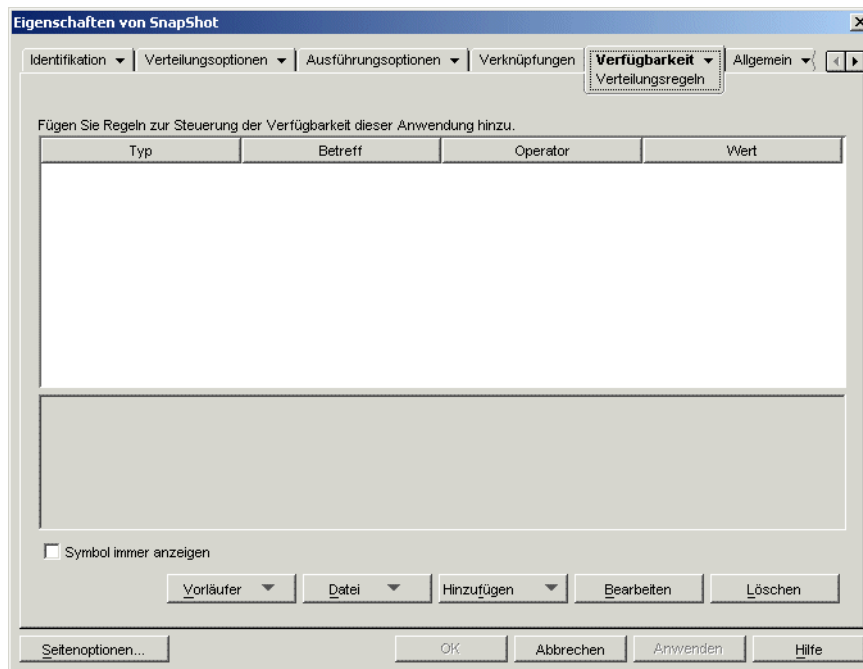 Eigenschaften von SnapShot
Identifikation Verteilungsoptionen Ausführungsoptionen Verknüpfungen Verfügbarkeit Allgemein
Verteilungsregeln
Fügen Sie Regeln zur Steuerung der Verfügbarkeit dieser Anwendung hinzu.
Typ Betreff Operator Wert
Symbol immer anzeigen
Vorläufer Datei Hinzufügen Bearbeiten Löschen
Seitenoptionen... OK Abbrechen Anwenden Hilfe